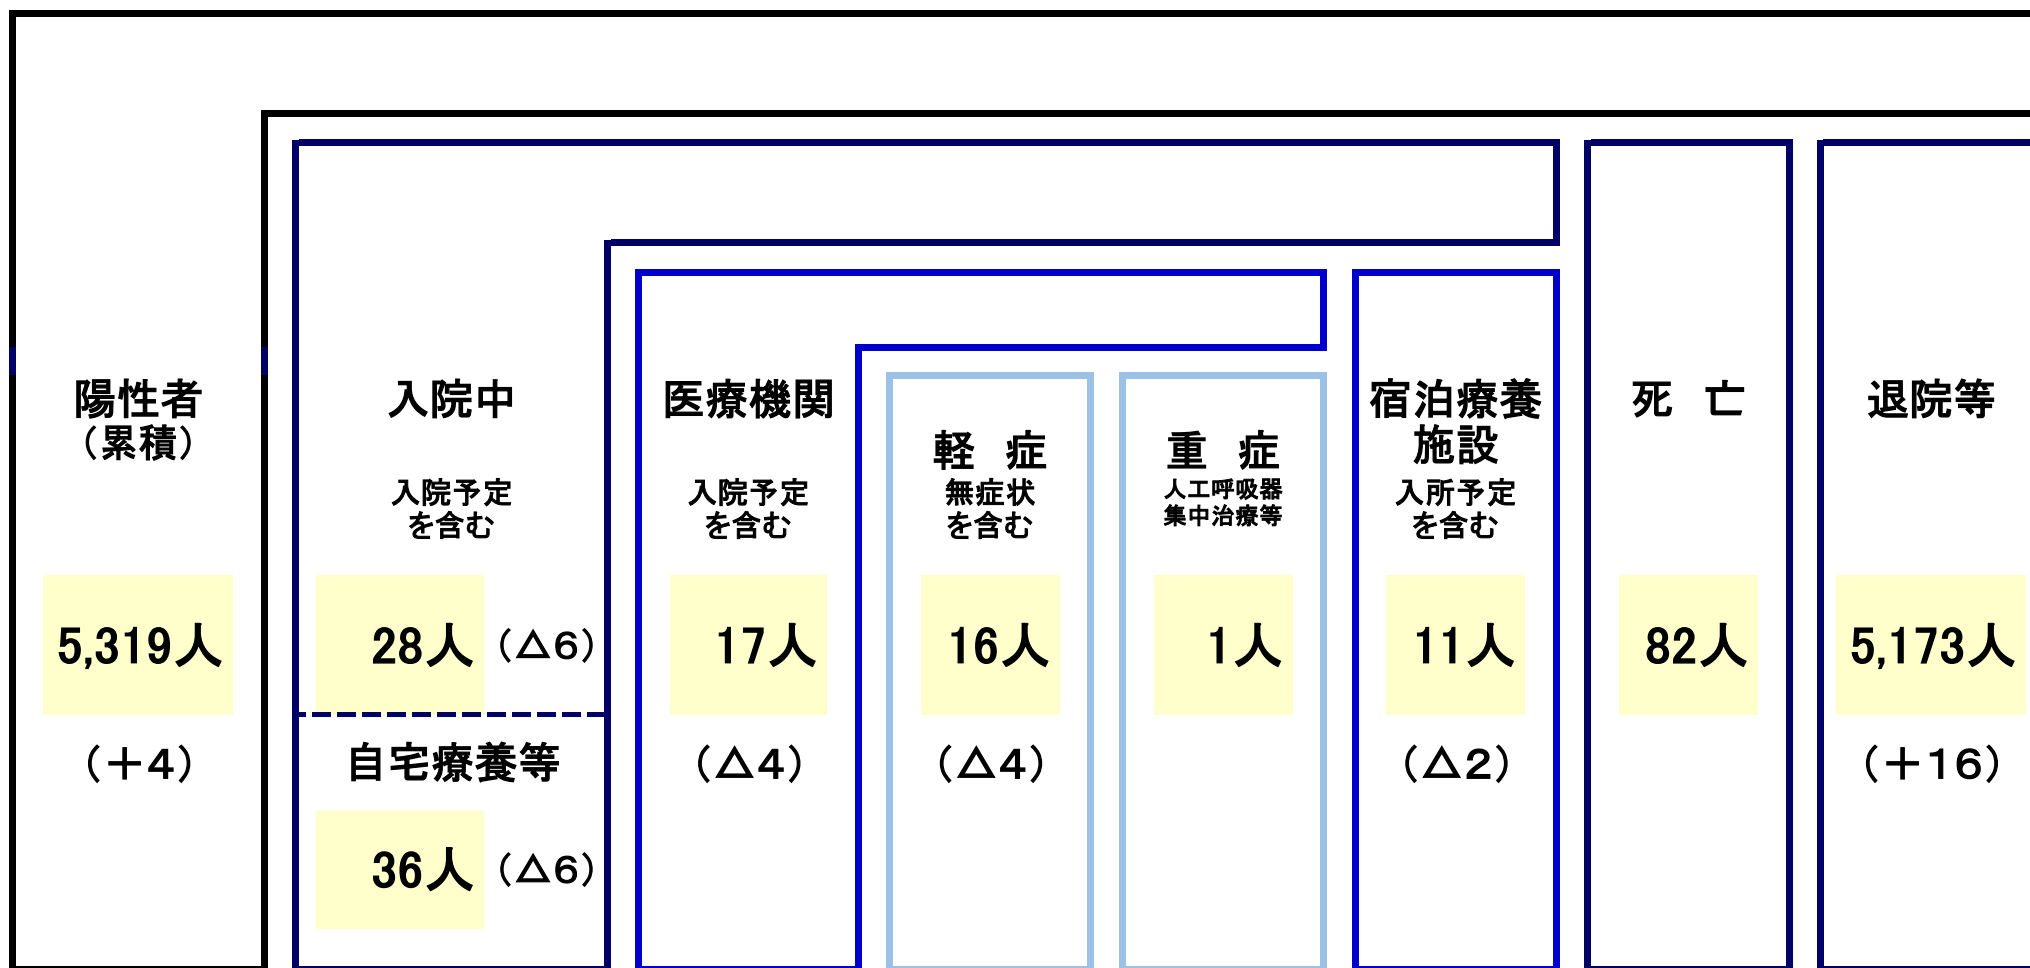 陽性者
（累積）
5,319人
（＋4）
入院中
入院予定
を含む
28人 （△6）
自宅療養等
36人 （△6）
医療機関
入院予定
を含む
17人
（△4）
軽　症
無症状
を含む
16人
（△4）
重　症
人工呼吸器
集中治療等
1人
宿泊療養
施設
入所予定
を含む
11人
（△2）
死　亡
82人
退院等
5,173人
（＋16）